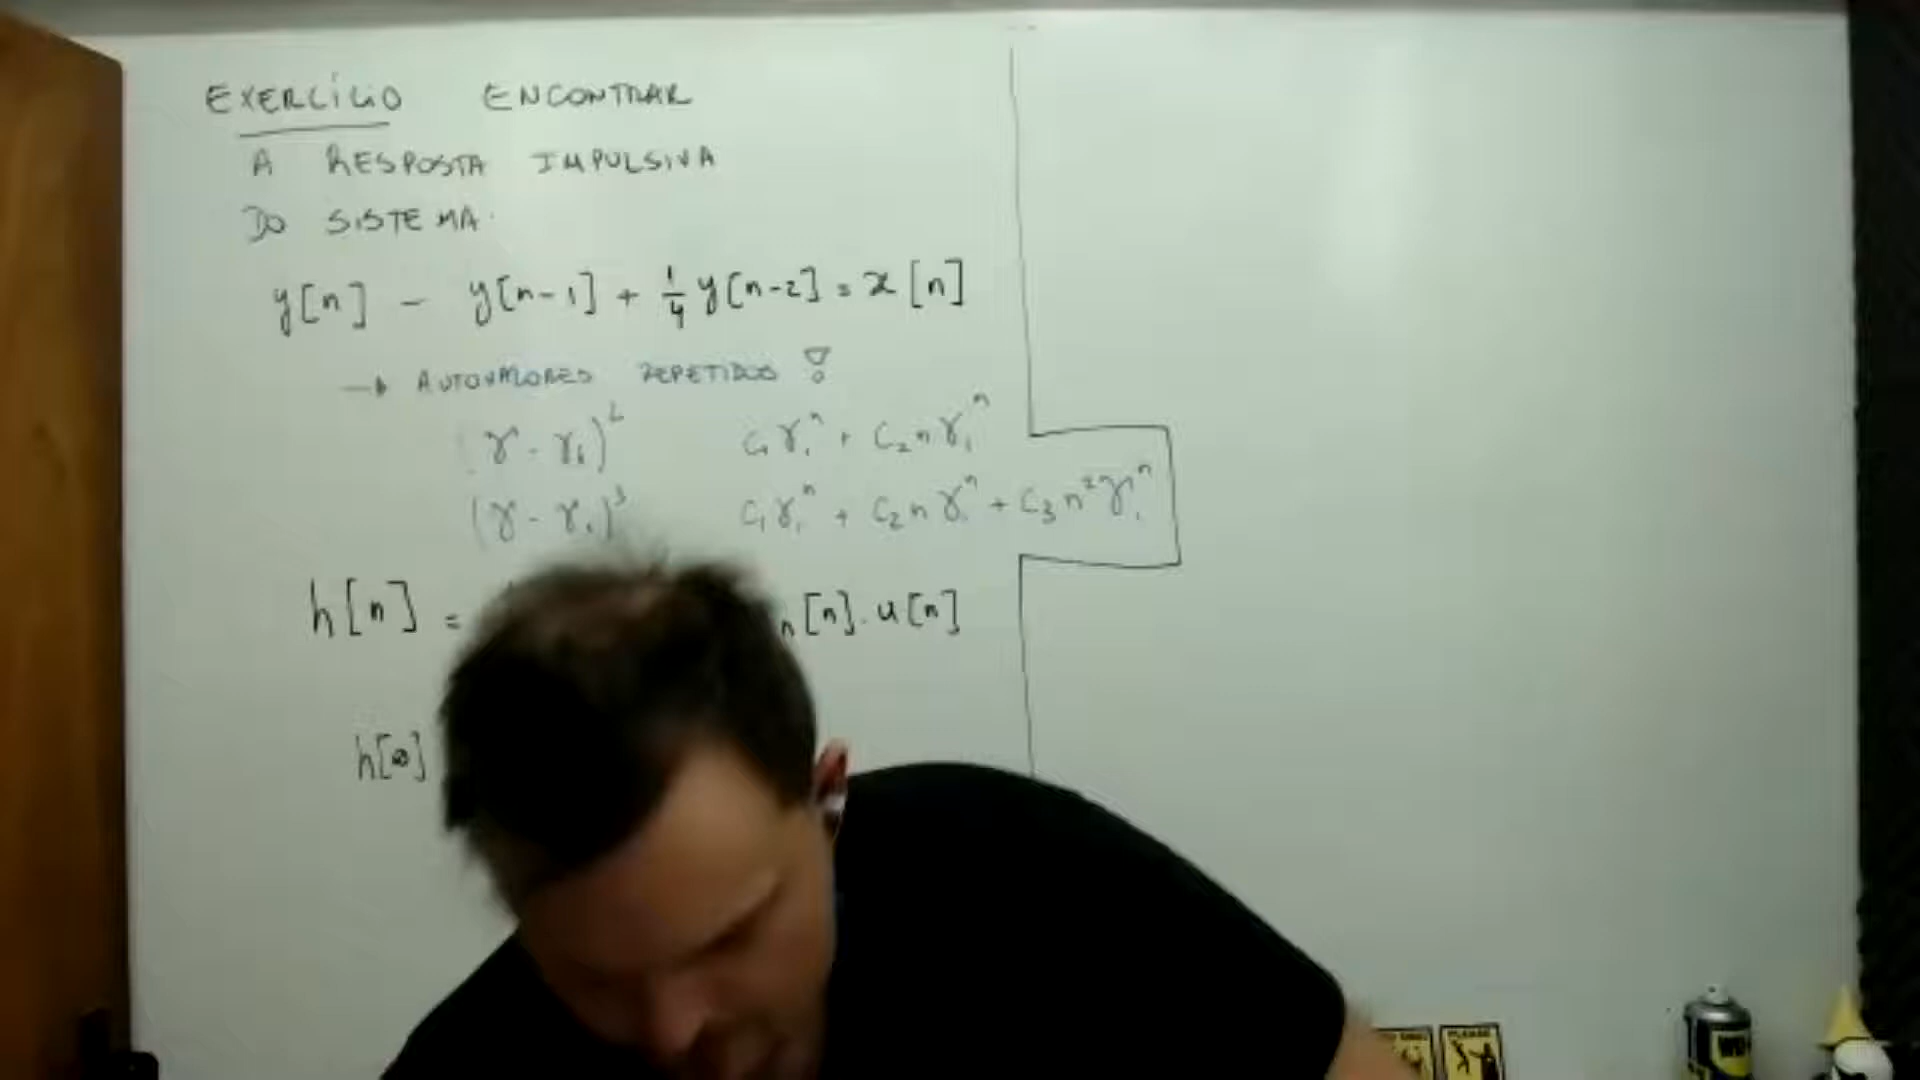 EXERCÍCIO ENCONTRAR
A RESPOSTA IMPULSIVA
DO SISTEMA.
y[n] - y[n-1] + 1/4 y[n-2] = x[n]
→ AUTOVALORES REPETIDOS !
(γ - γ₁)² C₁γ₁ⁿ + C₂nγ₁ⁿ
(γ - γ₁)³ C₁γ₁ⁿ + C₂nγ₁ⁿ + C₃n²γ₁ⁿ
h[n] = n[n].u[n]
h[0]
WD